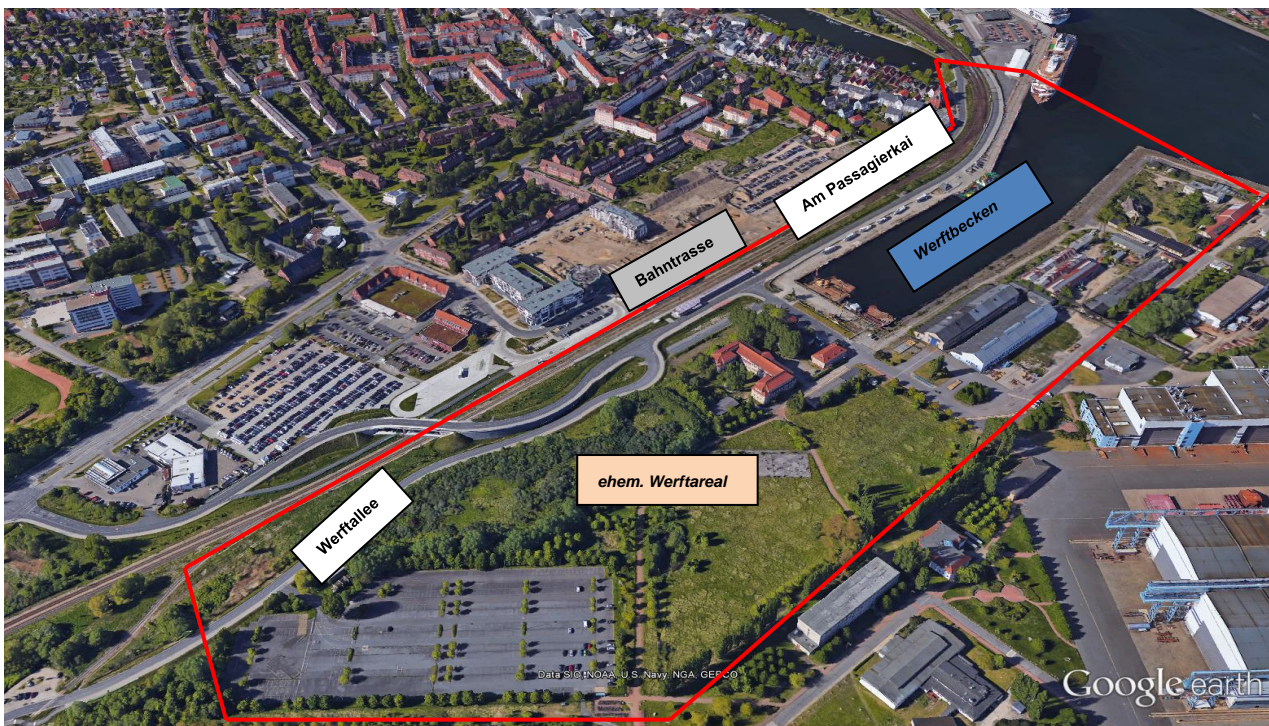 Am Passagierkai
Werftbecken
Bahntrasse
ehem. Werftareal
Werftallee
Data SIO, NOAA, U.S. Navy, NGA, GEBCO
Google earth